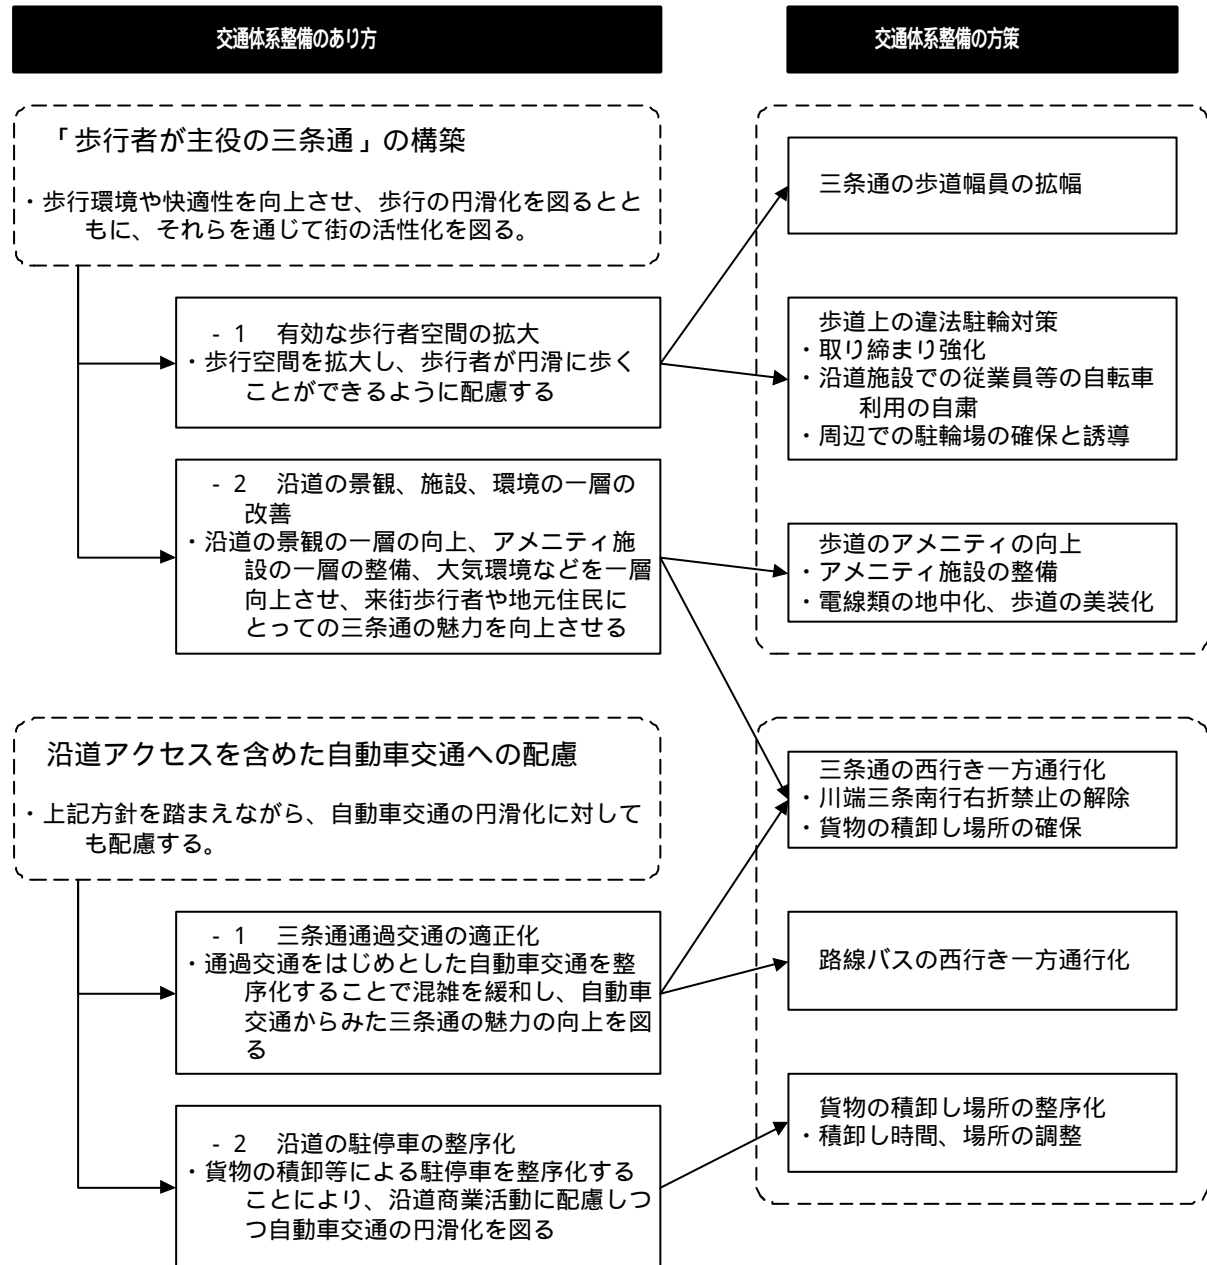 交通体系整備のあり方
交通体系整備の方策
「歩行者が主役の三条通」の構築
・歩行環境や快適性を向上させ、歩行の円滑化を図るとと
もに、それらを通じて街の活性化を図る。
- 1 有効な歩行者空間の拡大
・歩行空間を拡大し、歩行者が円滑に歩く
ことができるように配慮する
- 2 沿道の景観、施設、環境の一層の
改善
・沿道の景観の一層の向上、アメニティ施
設の一層の整備、大気環境などを一層
向上させ、来街歩行者や地元住民に
とっての三条通の魅力を向上させる
三条通の歩道幅員の拡幅
歩道上の違法駐輪対策
・取り締まり強化
・沿道施設での従業員等の自転車
利用の自粛
・周辺での駐輪場の確保と誘導
歩道のアメニティの向上
・アメニティ施設の整備
・電線類の地中化、歩道の美装化
沿道アクセスを含めた自動車交通への配慮
・上記方針を踏まえながら、自動車交通の円滑化に対して
も配慮する。
- 1 三条通通過交通の適正化
・通過交通をはじめとした自動車交通を整
序化することで混雑を緩和し、自動車
交通からみた三条通の魅力の向上を図
る
- 2 沿道の駐停車の整序化
・貨物の積卸等による駐停車を整序化する
ことにより、沿道商業活動に配慮しつ
つ自動車交通の円滑化を図る
三条通の西行き一方通行化
・川端三条南行右折禁止の解除
・貨物の積卸し場所の確保
路線バスの西行き一方通行化
貨物の積卸し場所の整序化
・積卸し時間、場所の調整